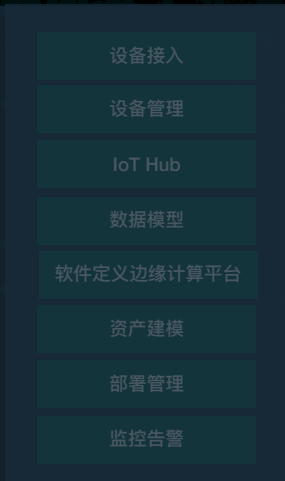 设备接入
设备管理
IoT Hub
数据模型
软件定义边缘计算平台
资产建模
部署管理
监控告警